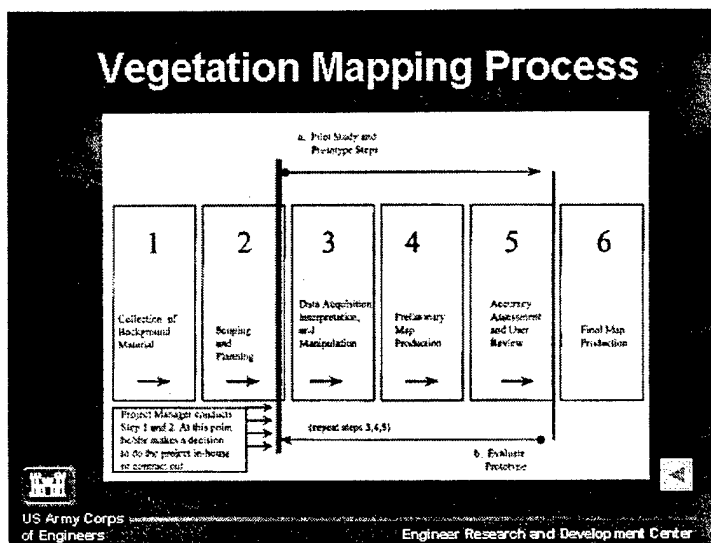 Vegetation Mapping Process
a. Pilot Study and
Prototype Steps
1
Collection of
Background
Material
2
Scoping
and
Planning
3
Data Acquisition,
Interpretation,
and
Manipulation
4
Preliminary
Map
Production
5
Accuracy
Assessment
and User
Review
6
Final Map
Production
Project Manager conducts
Step 1 and 2. At this point
he/she makes a decision
to do the project in-house
or contract out
(repeat steps 3,4,5)
b. Evaluate
Prototype
US Army Corps
of Engineers
Engineer Research and Development Center